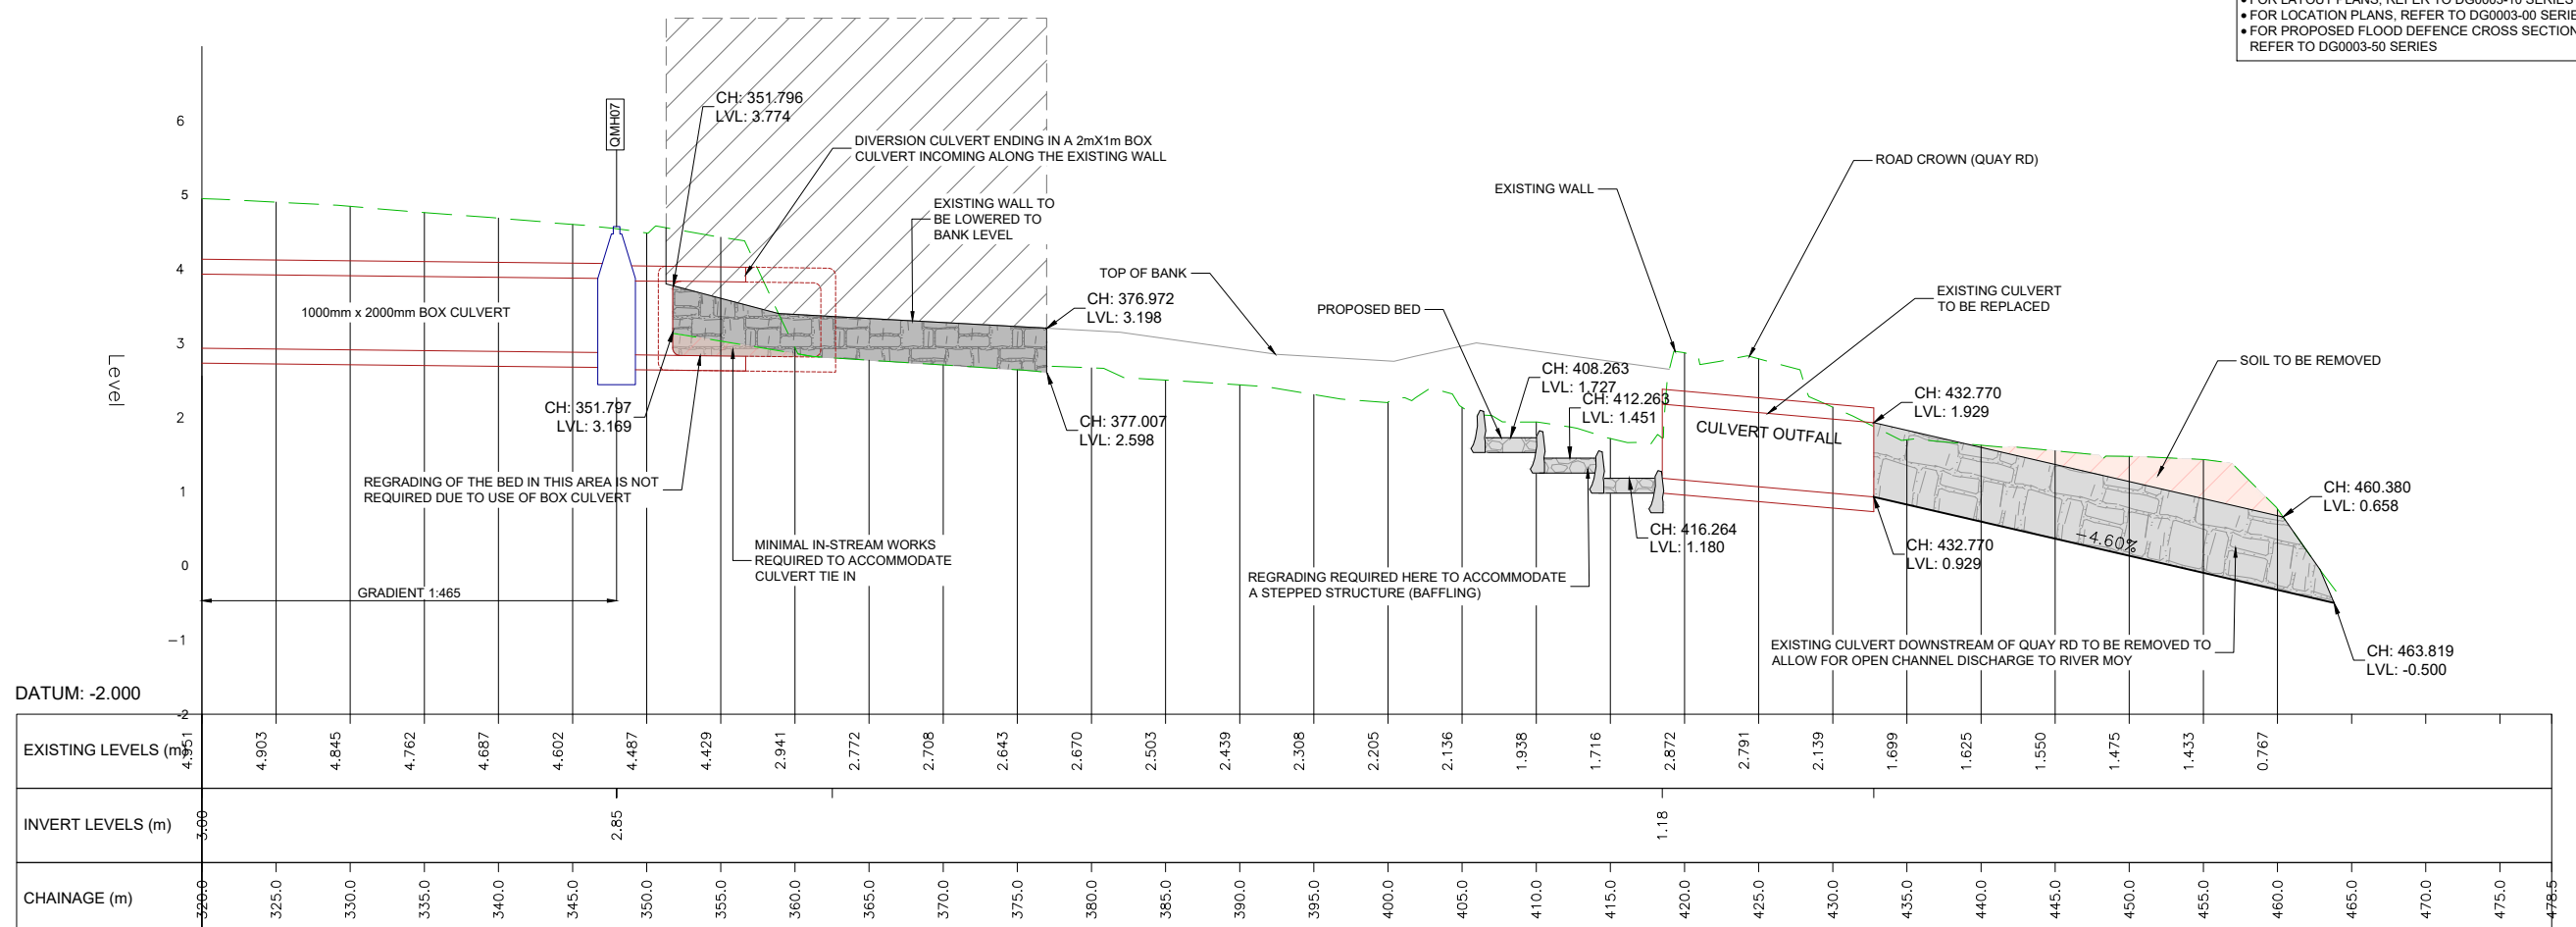 • FOR LAYOUT PLANS, REFER TO DG0003-10 SERIES
• FOR LOCATION PLANS, REFER TO DG0003-00 SERIE
• FOR PROPOSED FLOOD DEFENCE CROSS SECTION
REFER TO DG0003-50 SERIES
QMH07
CH: 351.796
LVL: 3.774
DIVERSION CULVERT ENDING IN A 2mX1m BOX
CULVERT INCOMING ALONG THE EXISTING WALL
EXISTING WALL TO
BE LOWERED TO
BANK LEVEL
TOP OF BANK
CH: 376.972
LVL: 3.198
EXISTING WALL
ROAD CROWN (QUAY RD)
PROPOSED BED
EXISTING CULVERT
TO BE REPLACED
SOIL TO BE REMOVED
1000mm x 2000mm BOX CULVERT
CH: 351.797
LVL: 3.169
CH: 377.007
LVL: 2.598
CH: 408.263
LVL: 1.727
CH: 412.263
LVL: 1.451
CULVERT OUTFALL
CH: 432.770
LVL: 1.929
REGRADING OF THE BED IN THIS AREA IS NOT
REQUIRED DUE TO USE OF BOX CULVERT
MINIMAL IN-STREAM WORKS
REQUIRED TO ACCOMMODATE
CULVERT TIE IN
CH: 416.264
LVL: 1.180
REGRADING REQUIRED HERE TO ACCOMMODATE
A STEPPED STRUCTURE (BAFFLING)
CH: 432.770
LVL: 0.929
-4.60%
CH: 460.380
LVL: 0.658
EXISTING CULVERT DOWNSTREAM OF QUAY RD TO BE REMOVED TO
ALLOW FOR OPEN CHANNEL DISCHARGE TO RIVER MOY
CH: 463.819
LVL: -0.500
GRADIENT 1:465
Level
6
5
4
3
2
1
0
-1
-2
DATUM: -2.000
EXISTING LEVELS (m) 4.951 4.903 4.845 4.762 4.687 4.602 4.487 4.429 2.941 2.772 2.708 2.643 2.670 2.503 2.439 2.308 2.205 2.136 1.938 1.716 2.872 2.791 2.139 1.699 1.625 1.550 1.475 1.433 0.767
INVERT LEVELS (m) 3.00 2.85 1.18
CHAINAGE (m) 320.0 325.0 330.0 335.0 340.0 345.0 350.0 355.0 360.0 365.0 370.0 375.0 380.0 385.0 390.0 395.0 400.0 405.0 410.0 415.0 420.0 425.0 430.0 435.0 440.0 445.0 450.0 455.0 460.0 465.0 470.0 475.0 478.5